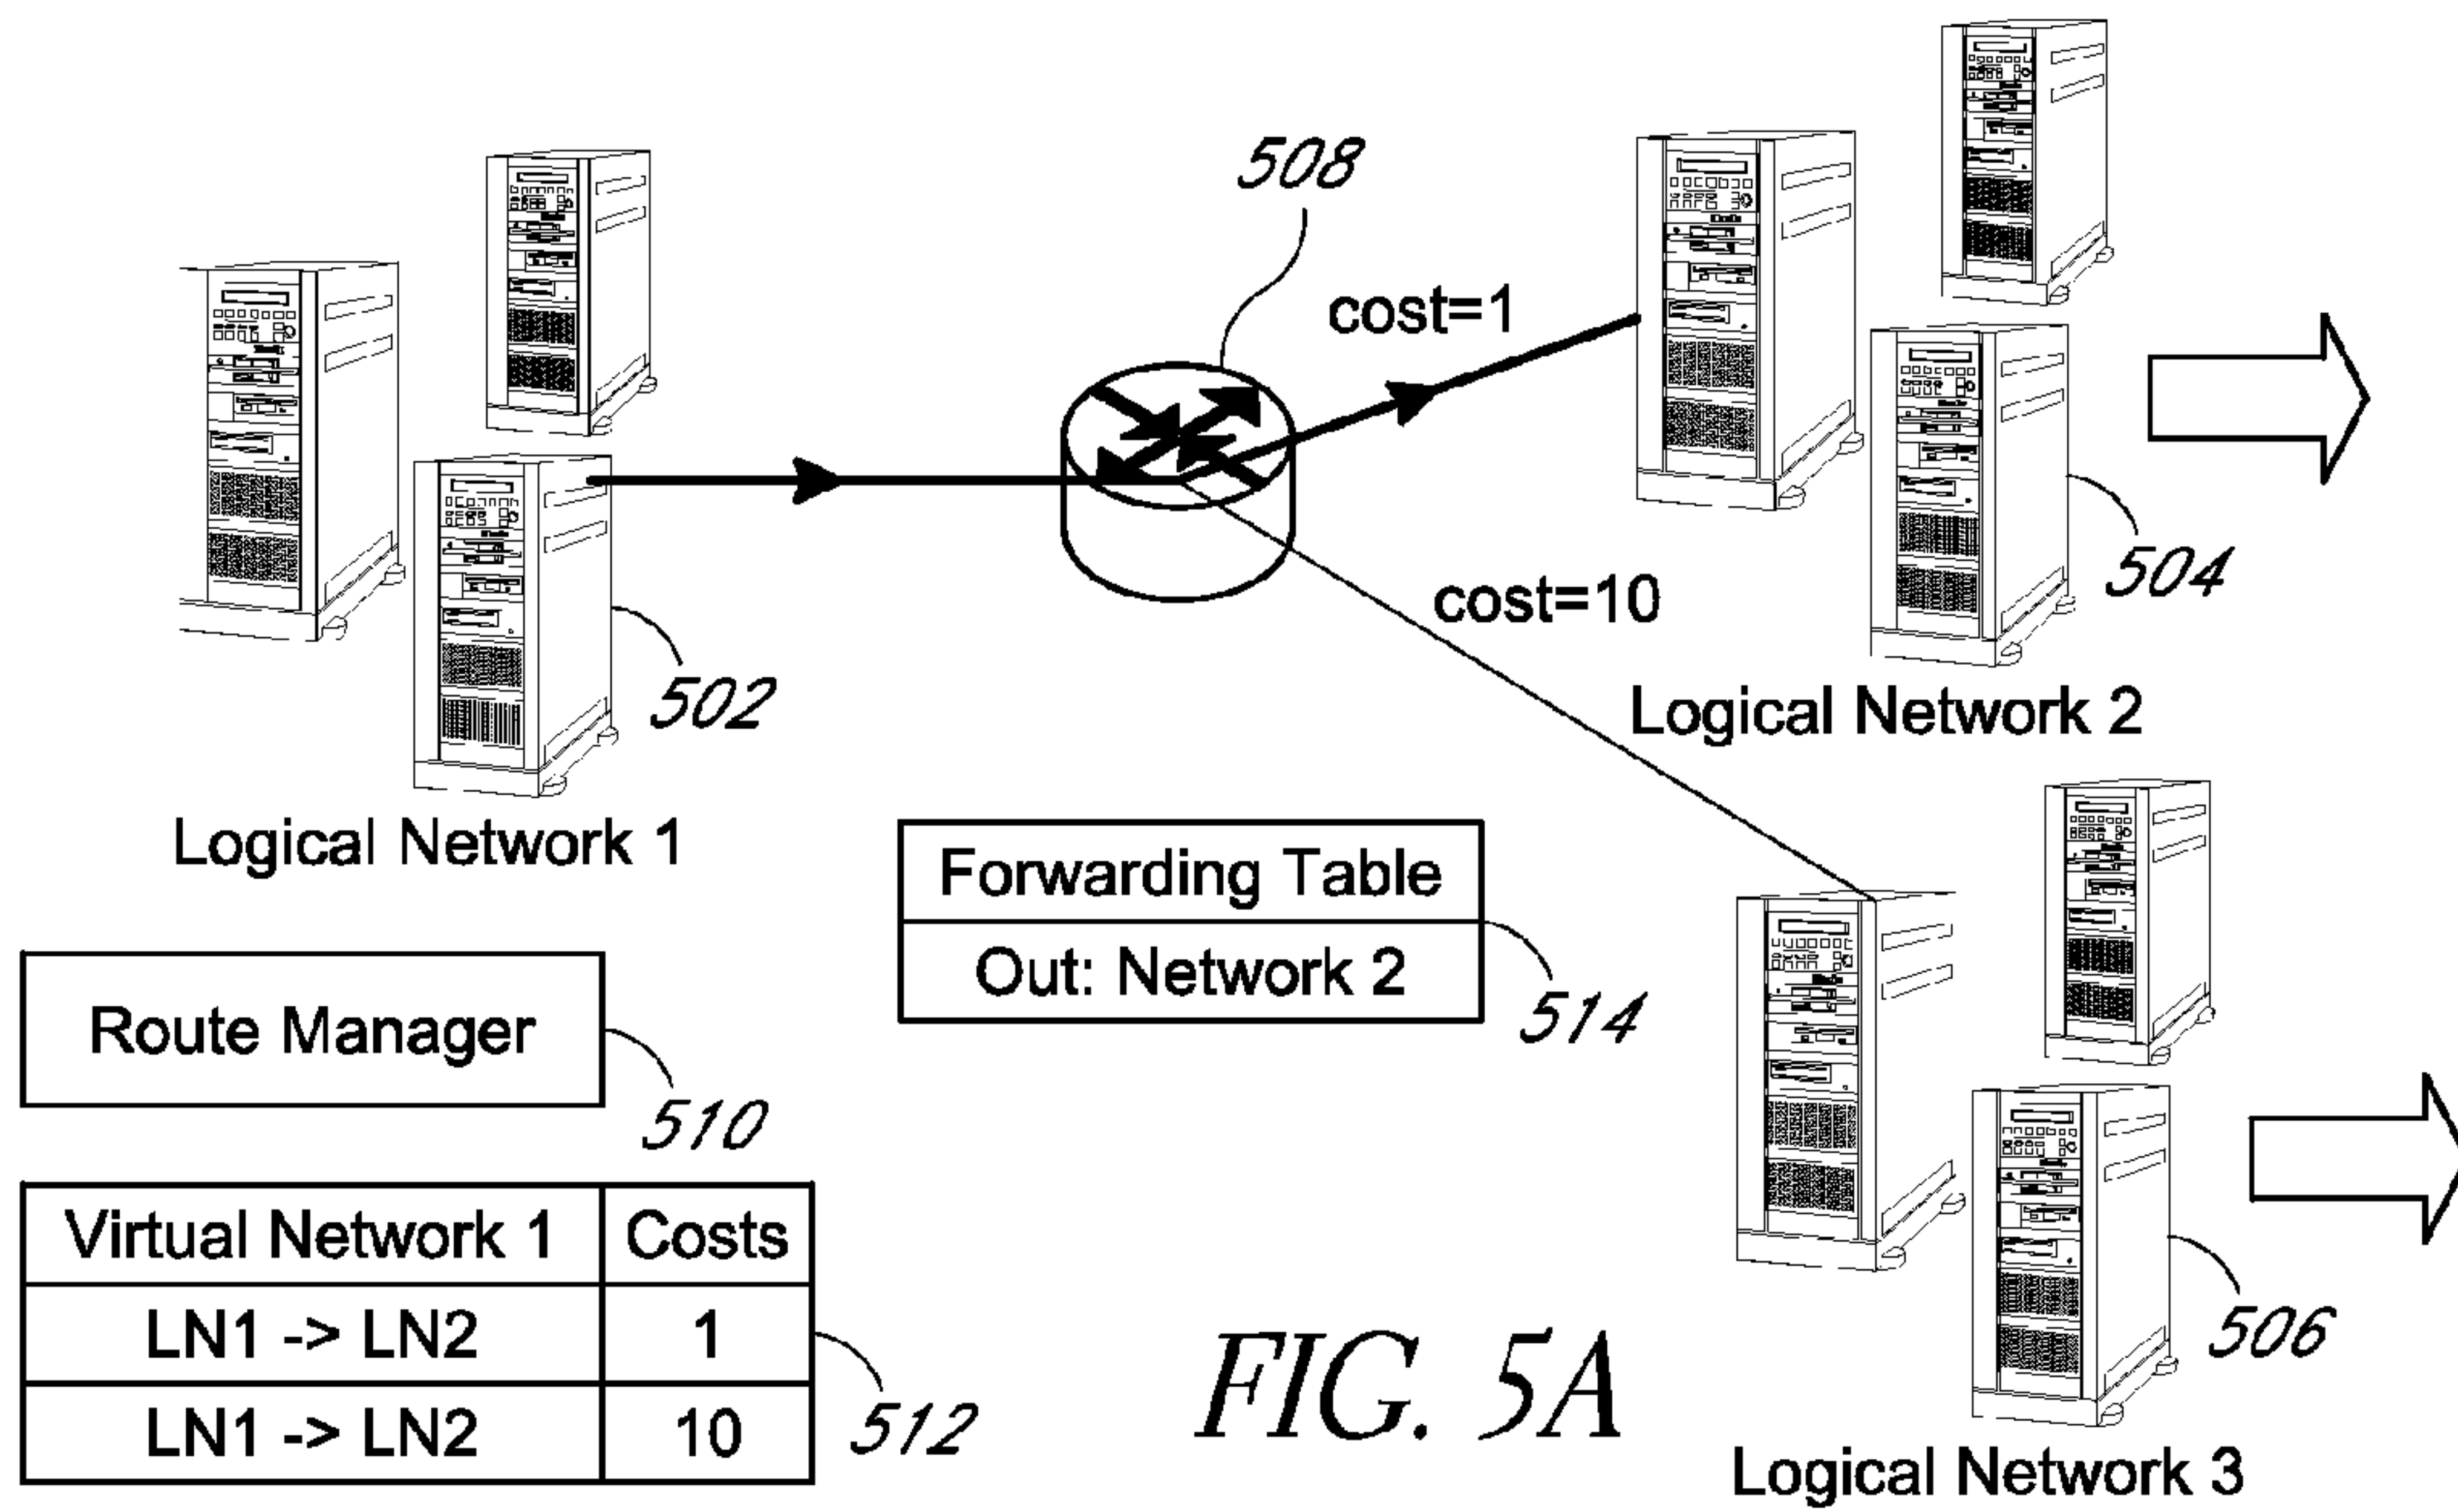 508
cost=1
cost=10
504
502
Logical Network 2
Logical Network 1
Forwarding Table
Out: Network 2
514
Route Manager
510
Virtual Network 1 Costs
LN1 -> LN2 1
LN1 -> LN2 10
512
506
FIG. 5A
Logical Network 3